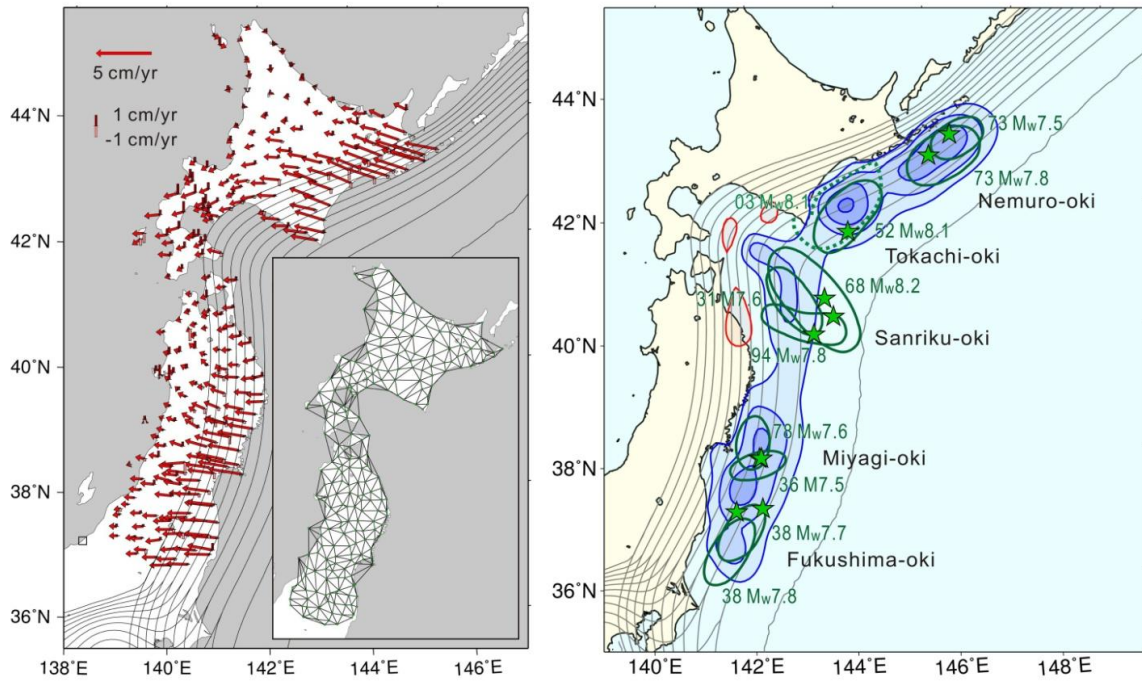 5 cm/yr
1 cm/yr
-1 cm/yr
44°N
42°N
40°N
38°N
36°N
138°E
140°E
142°E
144°E
146°E
73 Mw7.5
73 Mw7.8
Nemuro-oki
03 Mw8.1
52 Mw8.1
Tokachi-oki
68 Mw8.2
31 M7.6
Sanriku-oki
94 Mw7.8
78 Mw7.6
Miyagi-oki
36 M7.5
38 Mw7.7
Fukushima-oki
38 Mw7.8
44°N
42°N
40°N
38°N
36°N
140°E
142°E
144°E
146°E
148°E